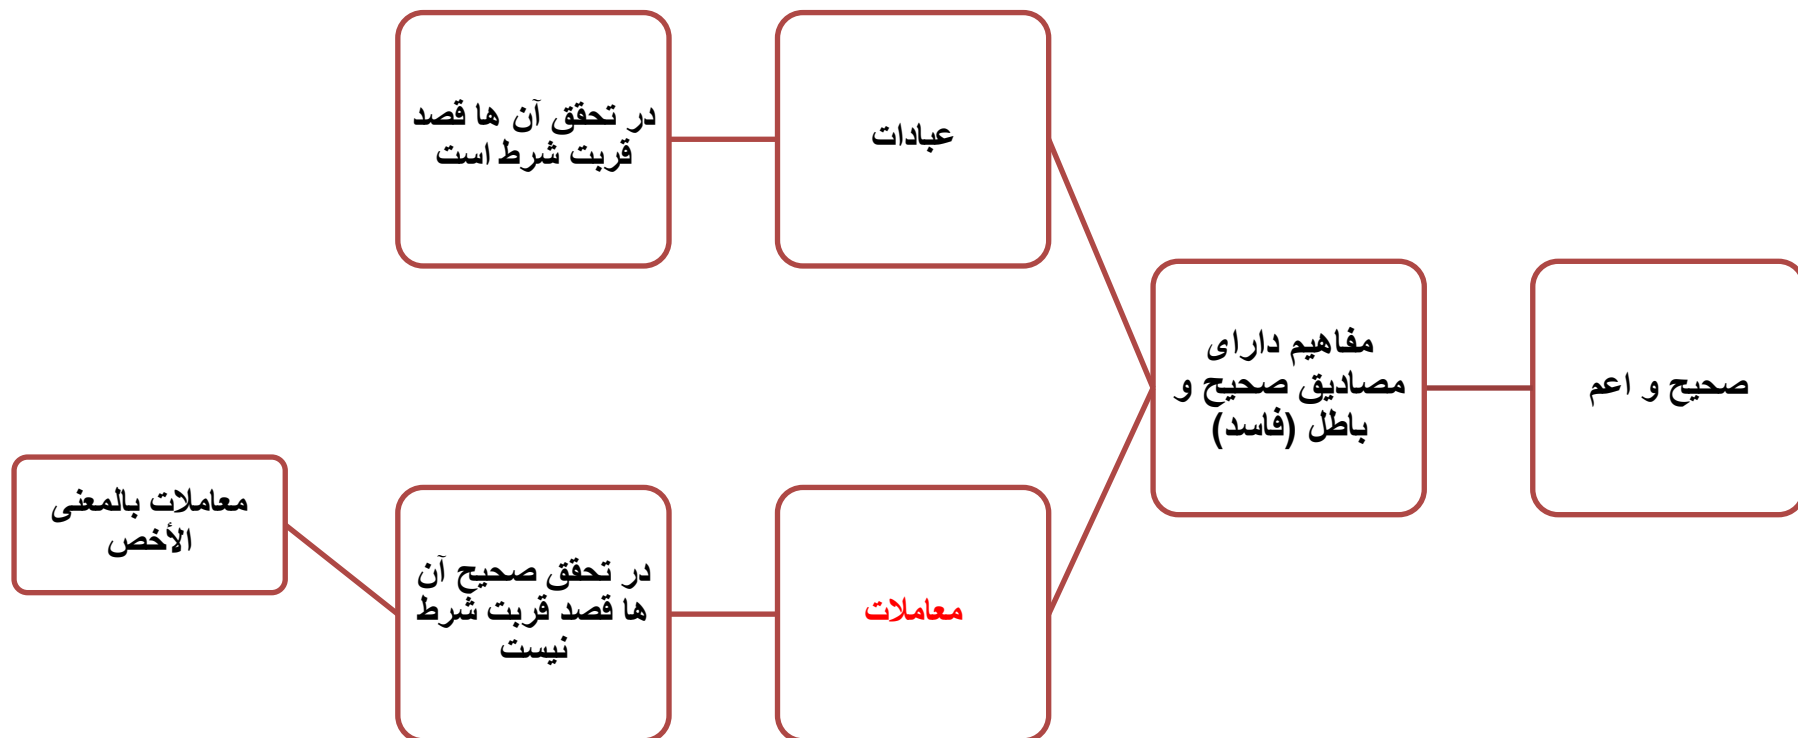 صحیح و اعم
مفاهیم دارای
مصادیق صحیح و
باطل (فاسد)
عبادات
در تحقق آن ها قصد
قربت شرط است
معاملات
در تحقق صحیح آن
ها قصد قربت شرط
نیست
معاملات بالمعنی
الأخص